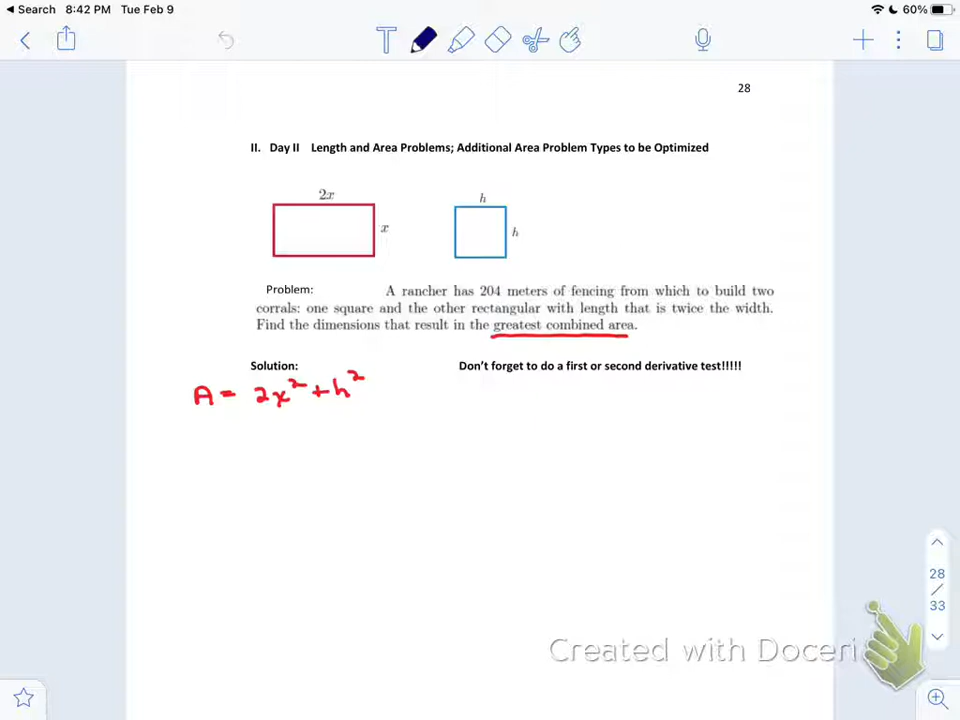 Search 8:42 PM Tue Feb 9 60%
28
II. Day II Length and Area Problems; Additional Area Problem Types to be Optimized
2x h
x h
Problem: A rancher has 204 meters of fencing from which to build two
corrals: one square and the other rectangular with length that is twice the width.
Find the dimensions that result in the greatest combined area.
Solution: Don't forget to do a first or second derivative test!!!!!
A = 2x² + h²
28
/
33
Created with Doceri